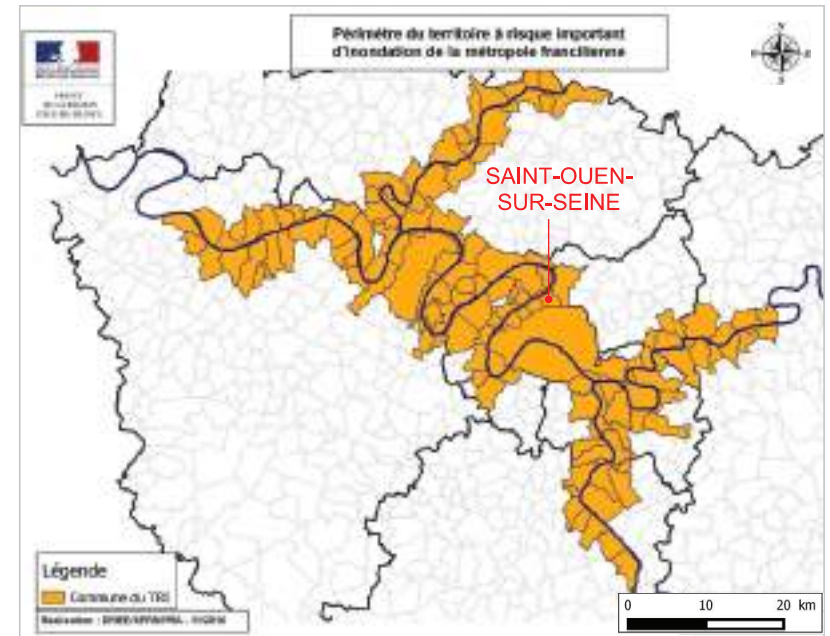 Périmètre du territoire à risque important
d'inondation de la métropole francilienne
N
S
SAINT-OUEN-
SUR-SEINE
Légende
Commune du TRI
0 10 20 km